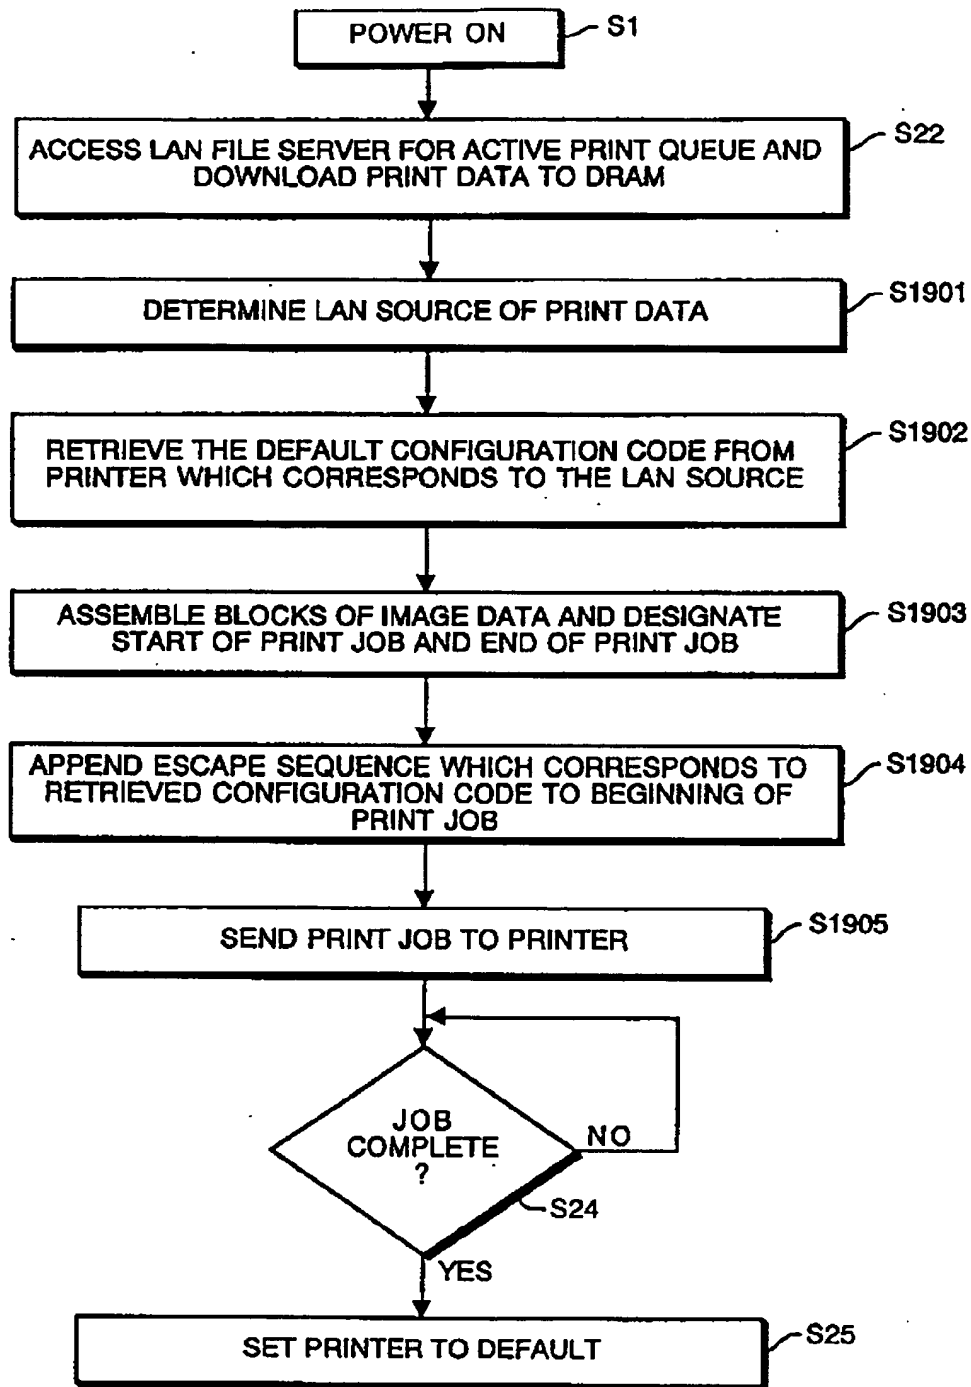 POWER ON
S1
ACCESS LAN FILE SERVER FOR ACTIVE PRINT QUEUE AND
DOWNLOAD PRINT DATA TO DRAM
S22
DETERMINE LAN SOURCE OF PRINT DATA
S1901
RETRIEVE THE DEFAULT CONFIGURATION CODE FROM
PRINTER WHICH CORRESPONDS TO THE LAN SOURCE
S1902
ASSEMBLE BLOCKS OF IMAGE DATA AND DESIGNATE
START OF PRINT JOB AND END OF PRINT JOB
S1903
APPEND ESCAPE SEQUENCE WHICH CORRESPONDS TO
RETRIEVED CONFIGURATION CODE TO BEGINNING OF
PRINT JOB
S1904
SEND PRINT JOB TO PRINTER
S1905
JOB
COMPLETE
?
NO
S24
YES
SET PRINTER TO DEFAULT
S25